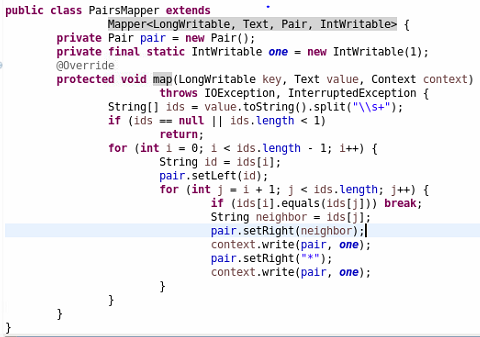 public class PairsMapper extends
Mapper<LongWritable, Text, Pair, IntWritable> {
private Pair pair = new Pair();
private final static IntWritable one = new IntWritable(1);
@Override
protected void map(LongWritable key, Text value, Context context)
throws IOException, InterruptedException {
String[] ids = value.toString().split("\\s+");
if (ids == null || ids.length < 1)
return;
for (int i = 0; i < ids.length - 1; i++) {
String id = ids[i];
pair.setLeft(id);
for (int j = i + 1; j < ids.length; j++) {
if (ids[i].equals(ids[j])) break;
String neighbor = ids[j];
pair.setRight(neighbor);
context.write(pair, one);
pair.setRight("*");
context.write(pair, one);
}
}
}
}